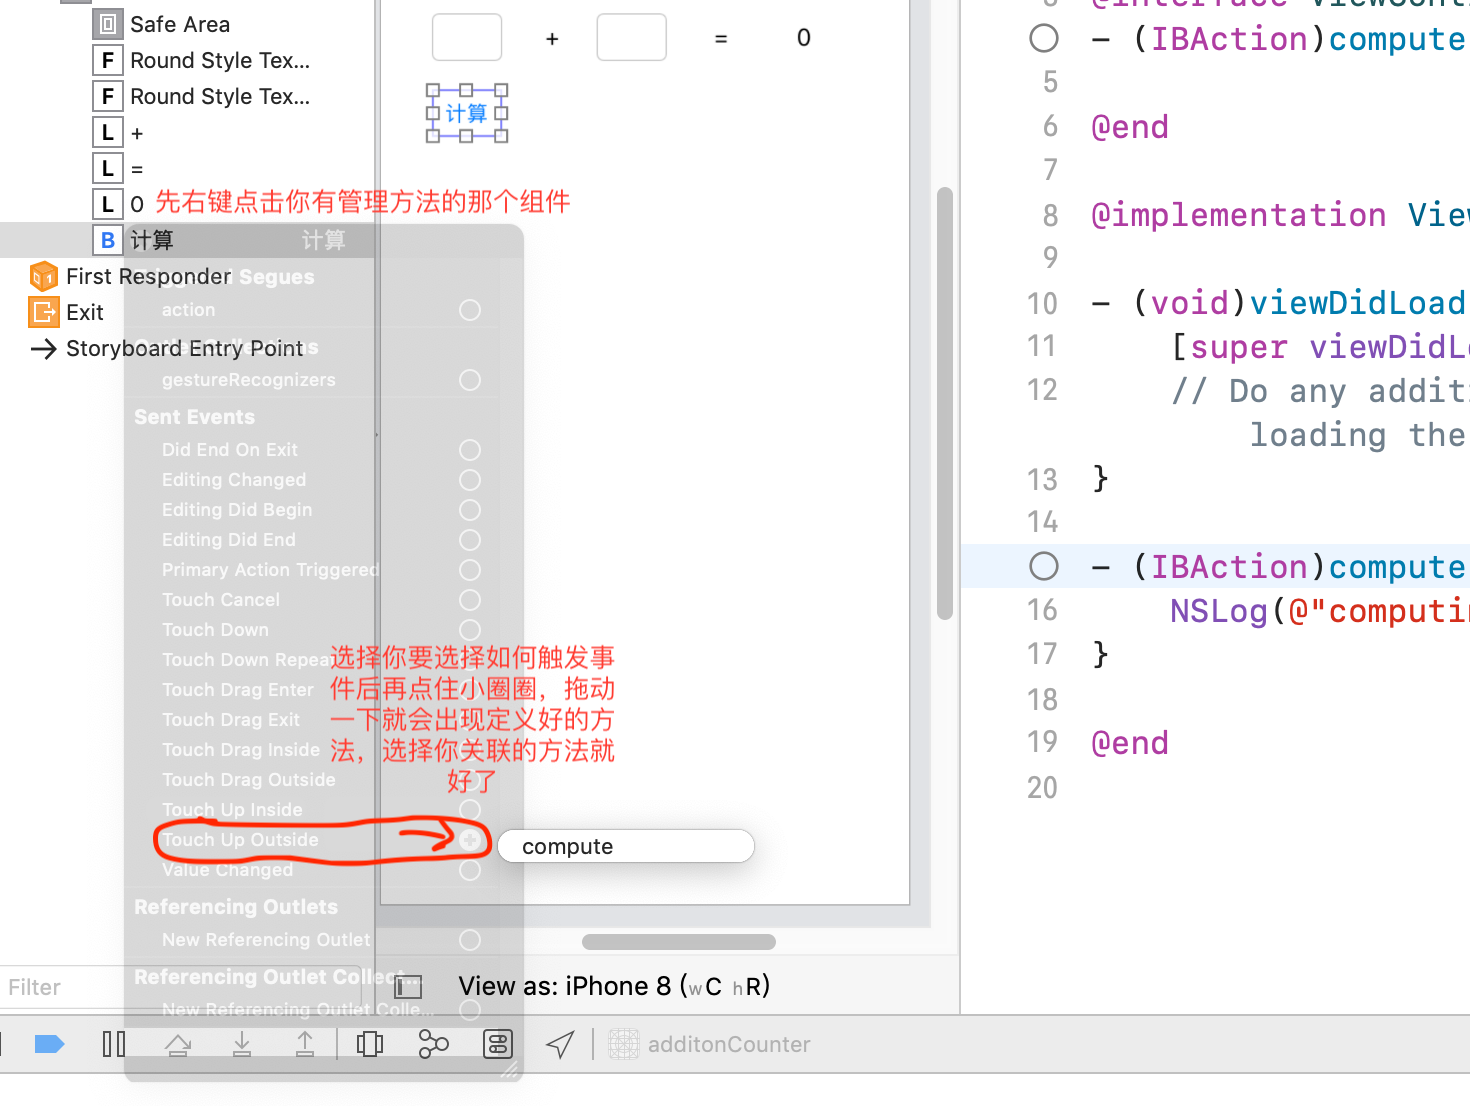 Safe Area
Round Style Tex...
Round Style Tex...
+
=
0
计算
First Responder
Exit
Storyboard Entry Point
Filter
+ = 0
计算
先右键点击你有管理方法的那个组件
计算
Triggered Segues
action
Outlet Collections
gestureRecognizers
Sent Events
Did End On Exit
Editing Changed
Editing Did Begin
Editing Did End
Primary Action Triggered
Touch Cancel
Touch Down
Touch Down Repeat
Touch Drag Enter
Touch Drag Exit
Touch Drag Inside
Touch Drag Outside
Touch Up Inside
Touch Up Outside
Value Changed
Referencing Outlets
New Referencing Outlet
Referencing Outlet Collect...
New Referencing Outlet Colle...
选择你要选择如何触发事
件后再点住小圈圈，拖动
一下就会出现定义好的方
法，选择你关联的方法就
好了
compute
View as: iPhone 8 (wC hR)
additonCounter
@interface ViewCont
- (IBAction)compute
5
6 @end
7
8 @implementation View
9
10 - (void)viewDidLoad
11 [super viewDidLo
12 // Do any additi
loading the
13 }
14
- (IBAction)compute
16 NSLog(@"computin
17 }
18
19 @end
20